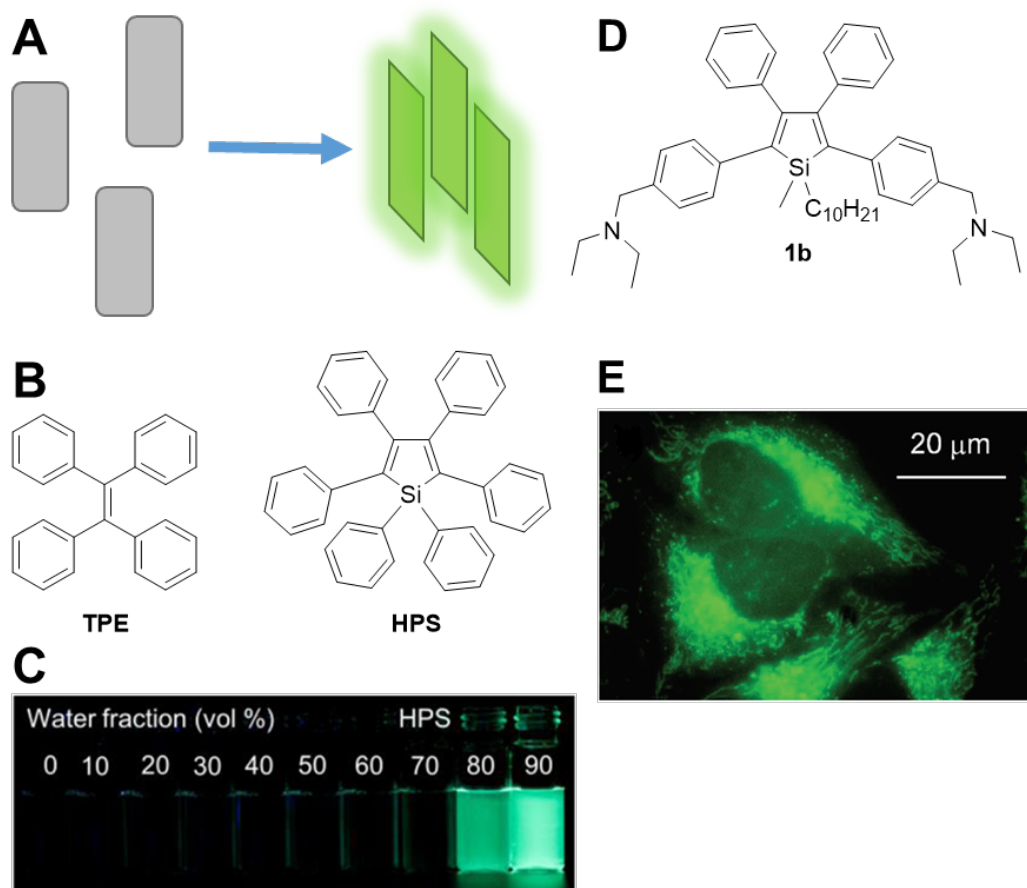 A
B
TPE
HPS
C
Water fraction (vol %)
HPS
0 10 20 30 40 50 60 70 80 90
D
Si
C10H21
N
N
1b
E
20 μm
Si